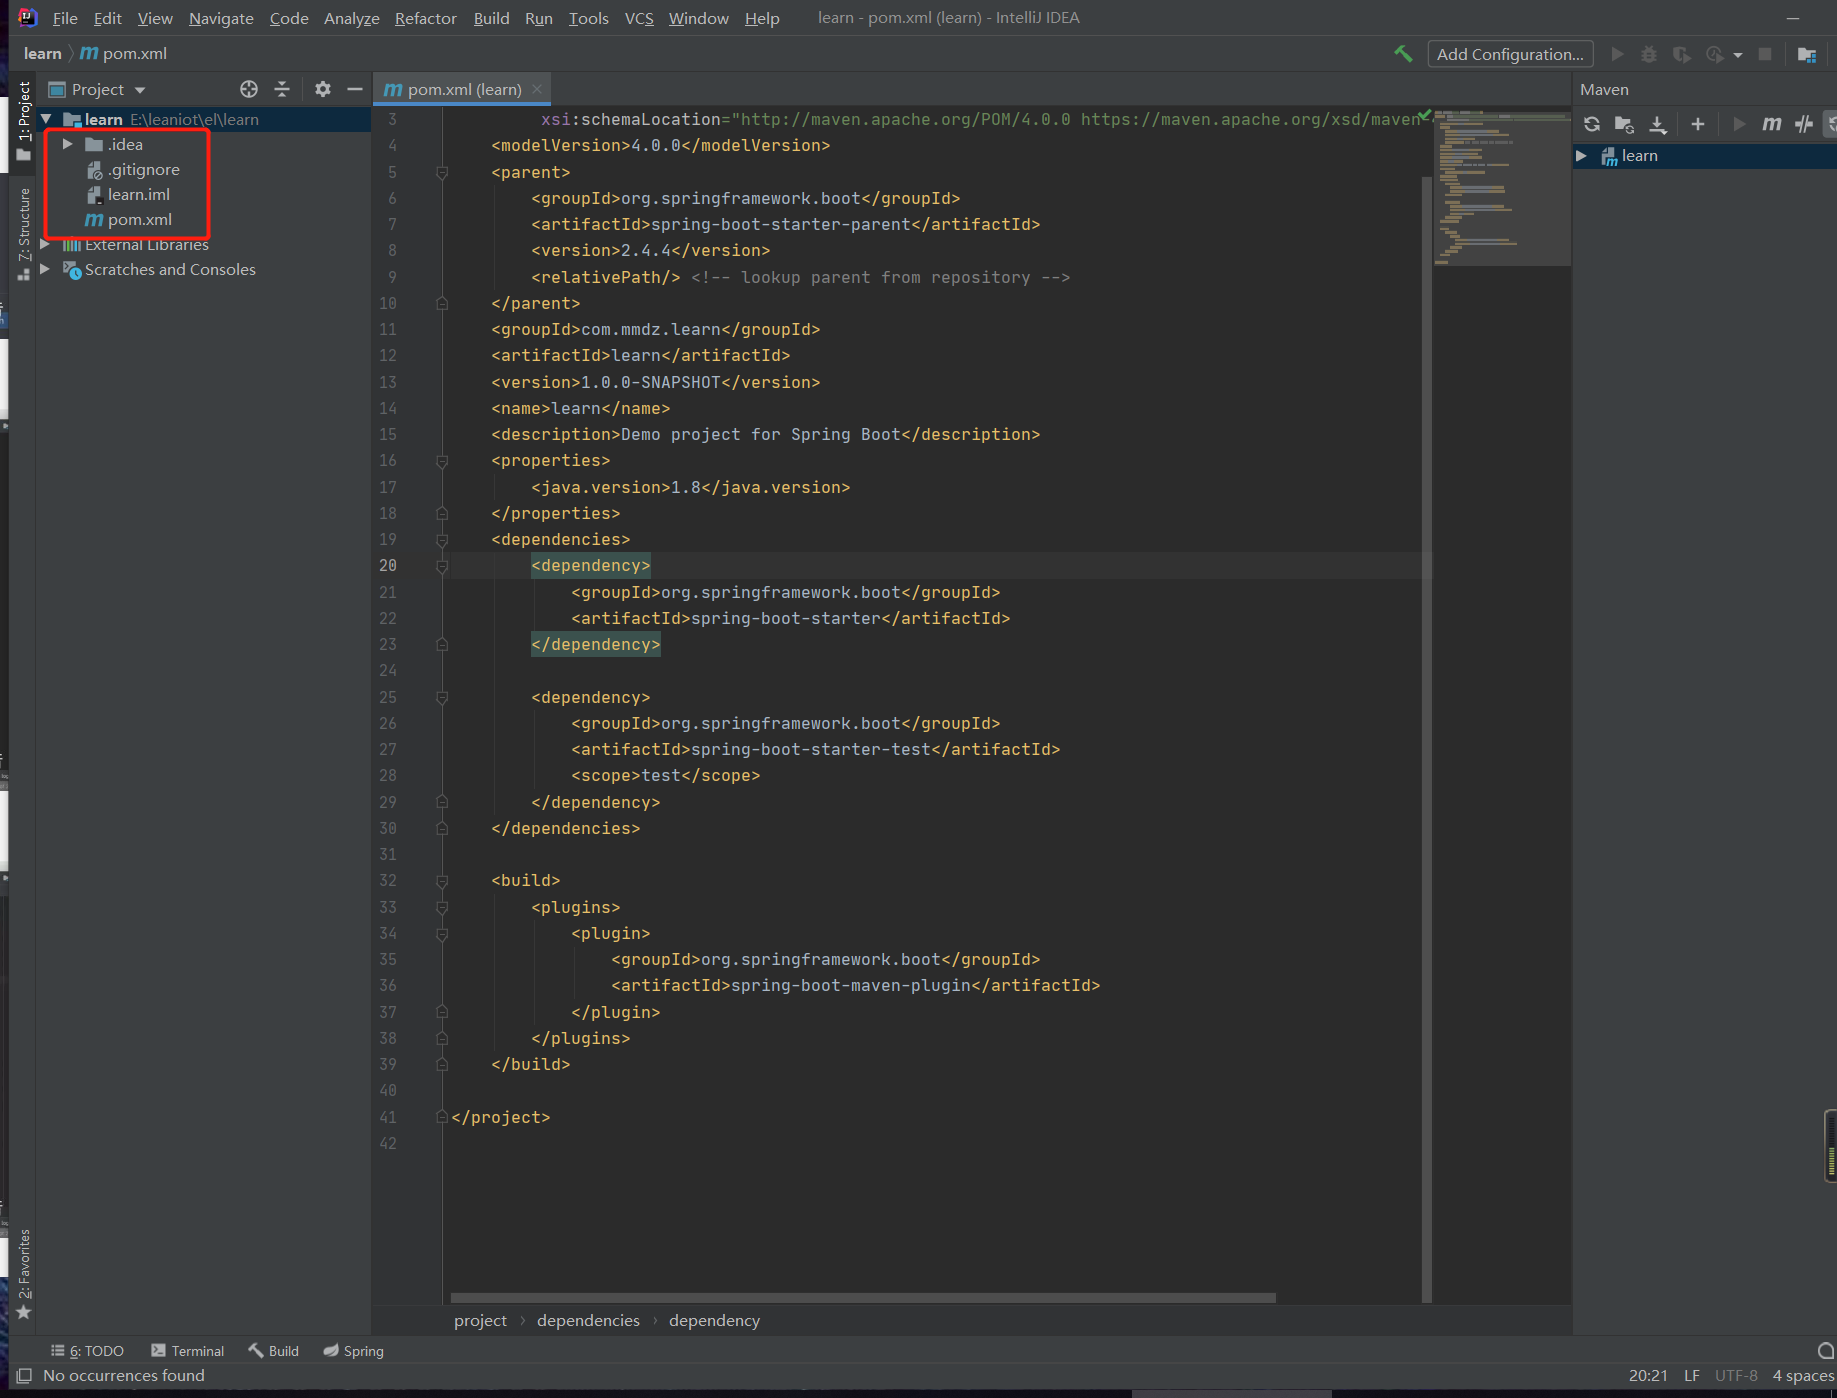 File Edit View Navigate Code Analyze Refactor Build Run Tools VCS Window Help learn - pom.xml (learn) - IntelliJ IDEA
learn m pom.xml Add Configuration...
Project
pom.xml (learn)
Maven
1: Project
Z: Structure
2: Favorites
learn E:\leaniot\el\learn
.idea
.gitignore
learn.iml
pom.xml
External Libraries
Scratches and Consoles
learn
3 xsi:schemaLocation="http://maven.apache.org/POM/4.0.0 https://maven.apache.org/xsd/maven-
4 <modelVersion>4.0.0</modelVersion>
5 <parent>
6 <groupId>org.springframework.boot</groupId>
7 <artifactId>spring-boot-starter-parent</artifactId>
8 <version>2.4.4</version>
9 <relativePath/> <!-- lookup parent from repository -->
10 </parent>
11 <groupId>com.mmdz.learn</groupId>
12 <artifactId>learn</artifactId>
13 <version>1.0.0-SNAPSHOT</version>
14 <name>learn</name>
15 <description>Demo project for Spring Boot</description>
16 <properties>
17 <java.version>1.8</java.version>
18 </properties>
19 <dependencies>
20 <dependency>
21 <groupId>org.springframework.boot</groupId>
22 <artifactId>spring-boot-starter</artifactId>
23 </dependency>
24
25 <dependency>
26 <groupId>org.springframework.boot</groupId>
27 <artifactId>spring-boot-starter-test</artifactId>
28 <scope>test</scope>
29 </dependency>
30 </dependencies>
31
32 <build>
33 <plugins>
34 <plugin>
35 <groupId>org.springframework.boot</groupId>
36 <artifactId>spring-boot-maven-plugin</artifactId>
37 </plugin>
38 </plugins>
39 </build>
40
41 </project>
42
project › dependencies › dependency
6: TODO Terminal Build Spring
No occurrences found 20:21 LF UTF-8 4 spaces